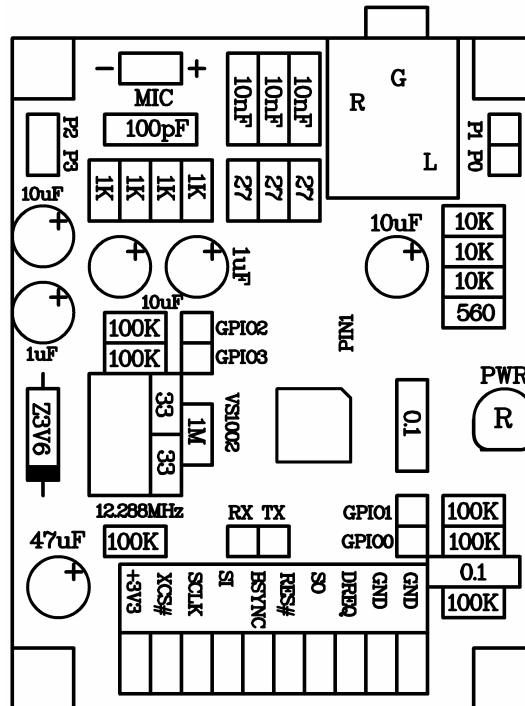 - +
MIC
10nF 10nF 10nF
G
R
L
100pF
P2 P3
P1 P0
1K 1K 1K 1K
27 27 27
10uF
1uF
10uF
10K
10K
10K
560
10uF
1uF
100K GPIO2
100K GPIO3
PIN1
Z3V6
33
33
1M
VS1002
0.1
PWR
R
12.288MHz
RX TX
GPIO1
GPIO0
100K
100K
100K
47uF
0.1
100K
+3V3 XCS# SCLK SI BSYNC RES# SO DREQ GND GND